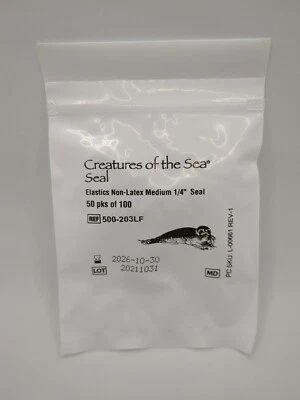 Creatures of the Sea®
Seal
Elastics Non-Latex Medium 1/4" Seal
50 pks of 100
REF 500-203LF
2026-10-30
LOT 20211031
MD
PC SKU: L-00661 REV-1